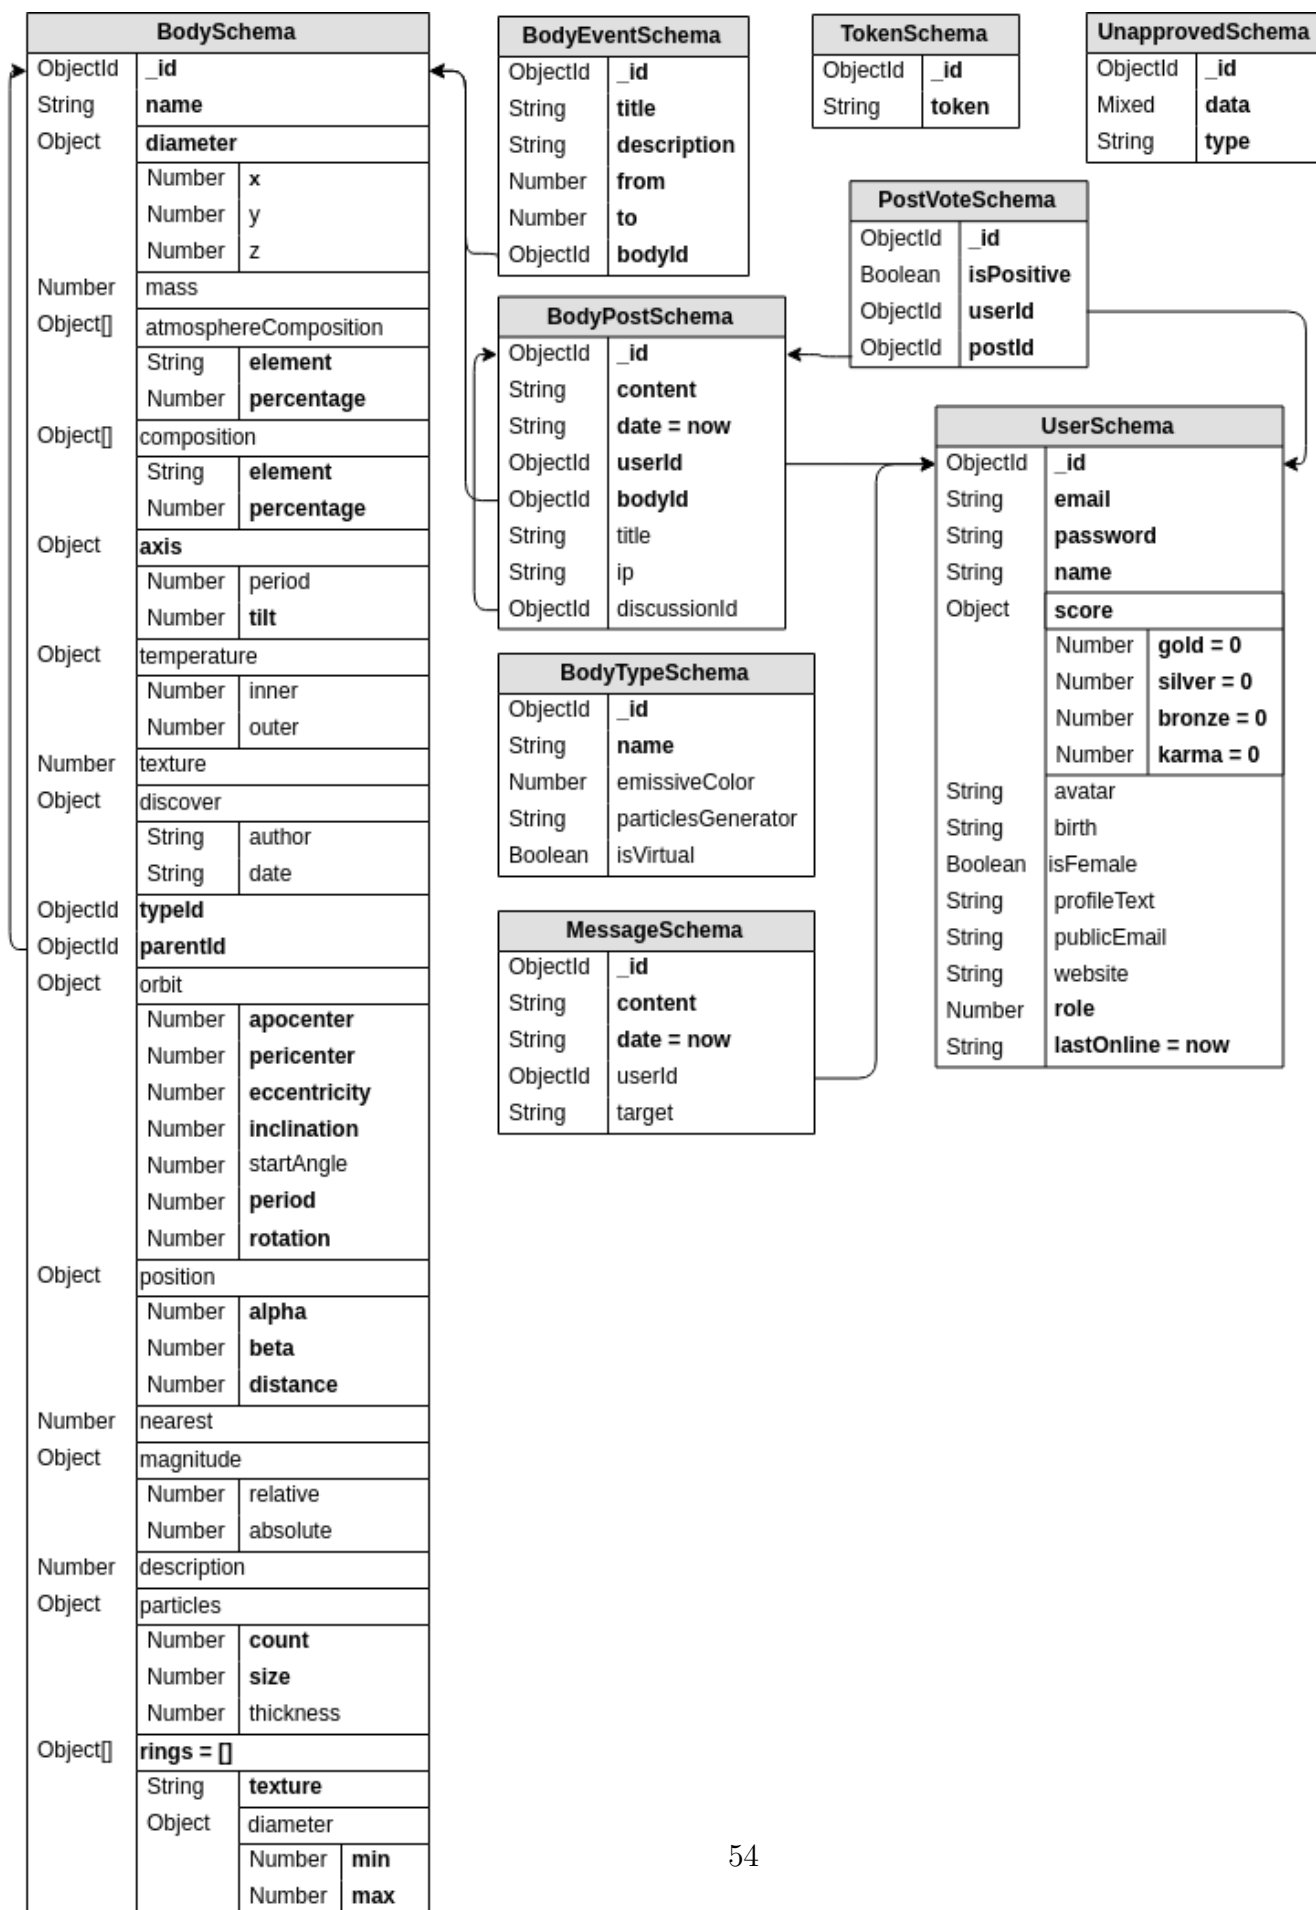 BodySchema
ObjectId _id
String name
Object diameter
Number x
Number y
Number z
Number mass
Object[] atmosphereComposition
String element
Number percentage
Object[] composition
String element
Number percentage
Object axis
Number period
Number tilt
Object temperature
Number inner
Number outer
Number texture
Object discover
String author
String date
ObjectId typeId
ObjectId parentId
Object orbit
Number apocenter
Number pericenter
Number eccentricity
Number inclination
Number startAngle
Number period
Number rotation
Object position
Number alpha
Number beta
Number distance
Number nearest
Object magnitude
Number relative
Number absolute
Number description
Object particles
Number count
Number size
Number thickness
Object[] rings = []
String texture
Object diameter
Number min
Number max
BodyEventSchema
ObjectId _id
String title
String description
Number from
Number to
ObjectId bodyId
BodyPostSchema
ObjectId _id
String content
String date = now
ObjectId userId
ObjectId bodyId
String title
String ip
ObjectId discussionId
BodyTypeSchema
ObjectId _id
String name
Number emissiveColor
String particlesGenerator
Boolean isVirtual
MessageSchema
ObjectId _id
String content
String date = now
ObjectId userId
String target
TokenSchema
ObjectId _id
String token
UnapprovedSchema
ObjectId _id
Mixed data
String type
PostVoteSchema
ObjectId _id
Boolean isPositive
ObjectId userId
ObjectId postId
UserSchema
ObjectId _id
String email
String password
String name
Object score
Number gold = 0
Number silver = 0
Number bronze = 0
Number karma = 0
String avatar
String birth
Boolean isFemale
String profileText
String publicEmail
String website
Number role
String lastOnline = now
54